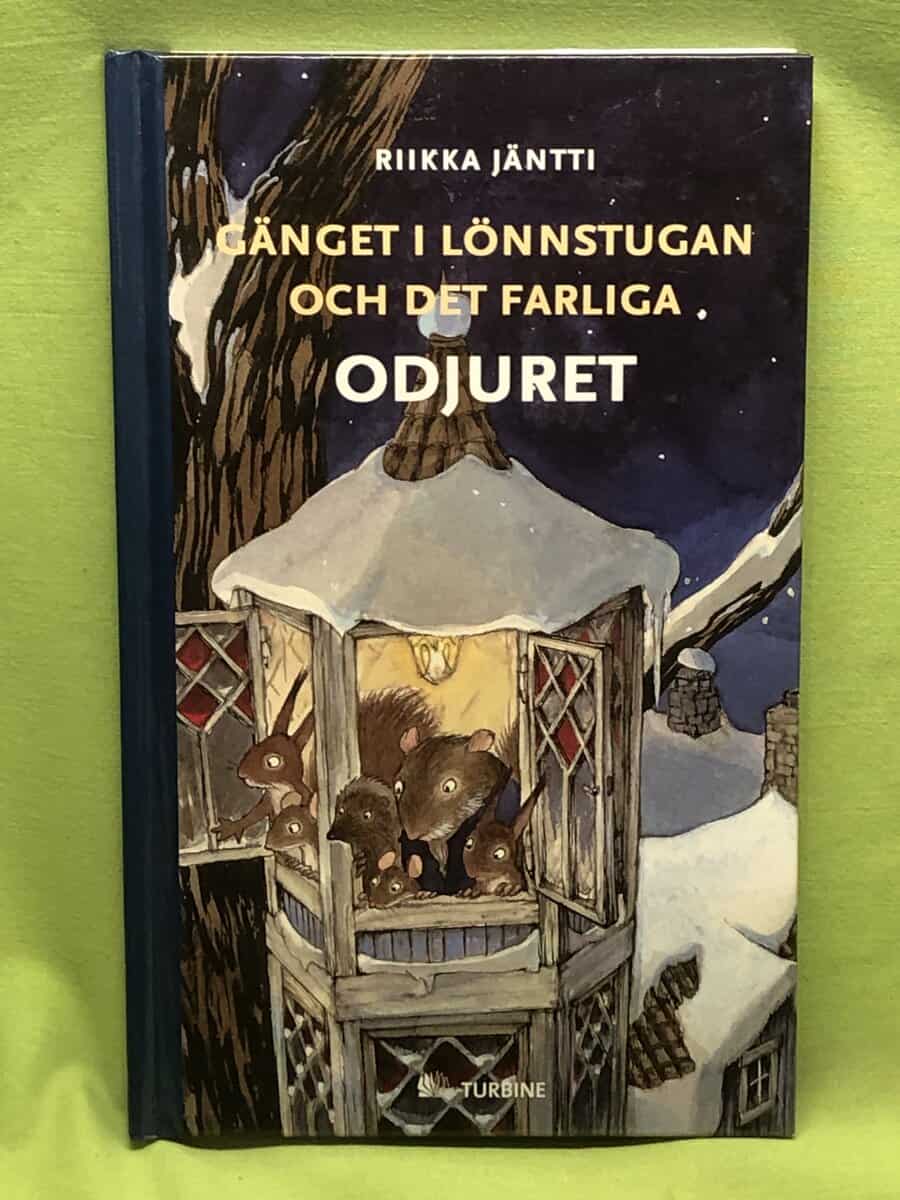 RIIKKA JÄNTTI
GÄNGET I LÖNNSTUGAN
OCH DET FARLIGA
ODJURET
TURBINE